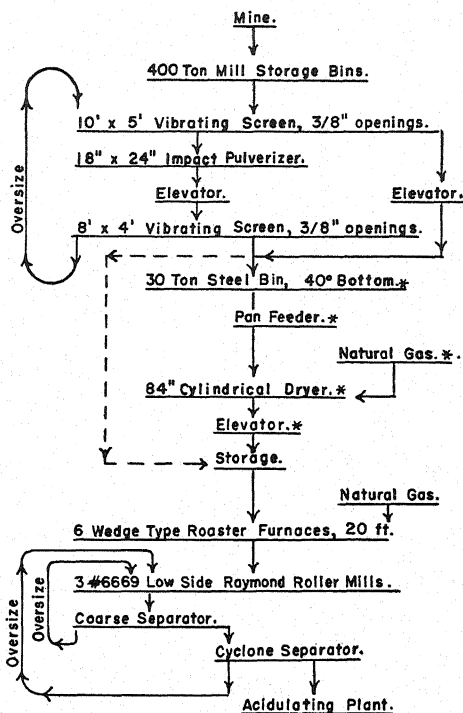 Mine.
400 Ton Mill Storage Bins.
10' x 5' Vibrating Screen, 3/8" openings.
18" x 24" Impact Pulverizer.
Elevator.
Elevator.
Oversize
8' x 4' Vibrating Screen, 3/8" openings.
30 Ton Steel Bin, 40° Bottom.*
Pan Feeder.*
Natural Gas.*.
84" Cylindrical Dryer.*
Elevator.*
Storage.
Natural Gas.
6 Wedge Type Roaster Furnaces, 20 ft.
3 #6669 Low Side Raymond Roller Mills.
Oversize
Oversize
Coarse Separator.
Cyclone Separator.
Acidulating Plant.